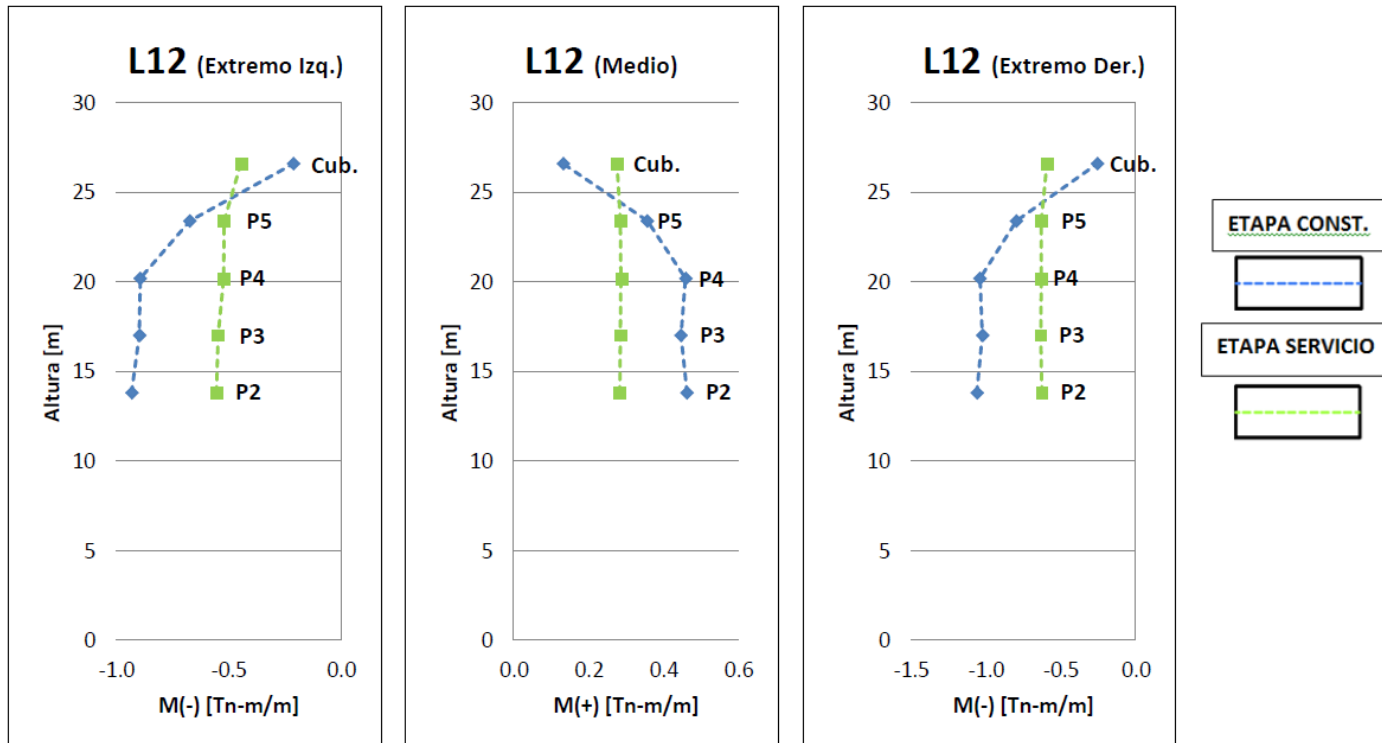 L12 (Extremo Izq.)
30
25
20
15
10
5
0
Altura [m]
Cub.
P5
P4
P3
P2
-1.0 -0.5 0.0
M(-) [Tn-m/m]
L12 (Medio)
30
25
20
15
10
5
0
Altura [m]
Cub.
P5
P4
P3
P2
0.0 0.2 0.4 0.6
M(+) [Tn-m/m]
L12 (Extremo Der.)
30
25
20
15
10
5
0
Altura [m]
Cub.
P5
P4
P3
P2
-1.5 -1.0 -0.5 0.0
M(-) [Tn-m/m]
ETAPA CONST.
ETAPA SERVICIO